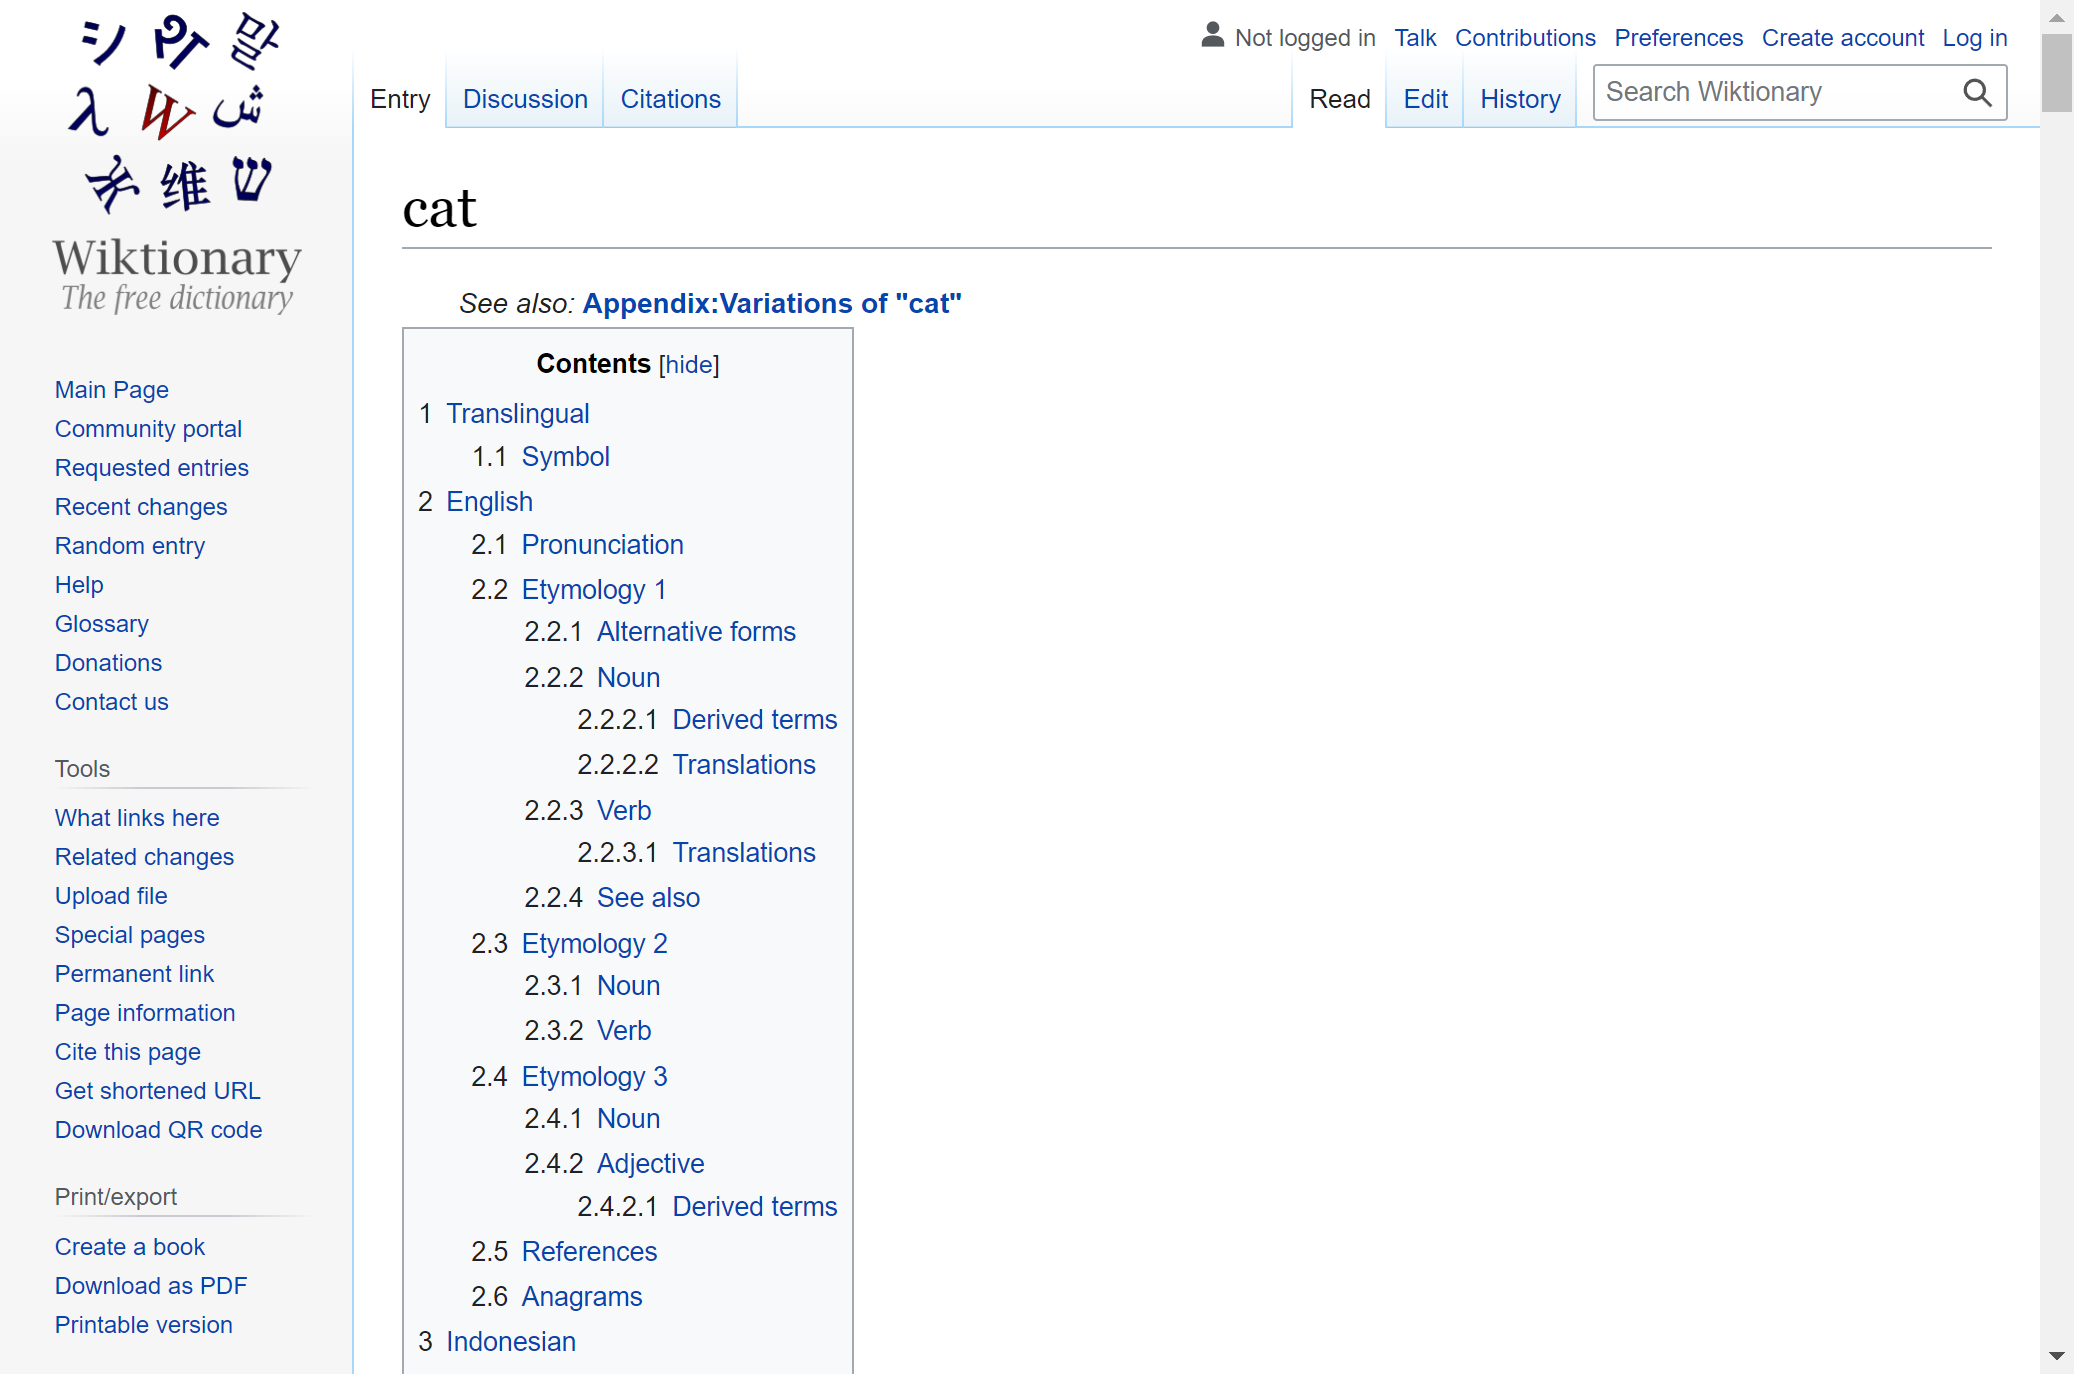 シ や 말
λ W ش
维 ש
Wiktionary
The free dictionary
Not logged in Talk Contributions Preferences Create account Log in
Entry Discussion Citations Read Edit History Search Wiktionary
cat
See also: Appendix:Variations of "cat"
Contents [hide]
1 Translingual
1.1 Symbol
2 English
2.1 Pronunciation
2.2 Etymology 1
2.2.1 Alternative forms
2.2.2 Noun
2.2.2.1 Derived terms
2.2.2.2 Translations
2.2.3 Verb
2.2.3.1 Translations
2.2.4 See also
2.3 Etymology 2
2.3.1 Noun
2.3.2 Verb
2.4 Etymology 3
2.4.1 Noun
2.4.2 Adjective
2.4.2.1 Derived terms
2.5 References
2.6 Anagrams
3 Indonesian
Main Page
Community portal
Requested entries
Recent changes
Random entry
Help
Glossary
Donations
Contact us
Tools
What links here
Related changes
Upload file
Special pages
Permanent link
Page information
Cite this page
Get shortened URL
Download QR code
Print/export
Create a book
Download as PDF
Printable version